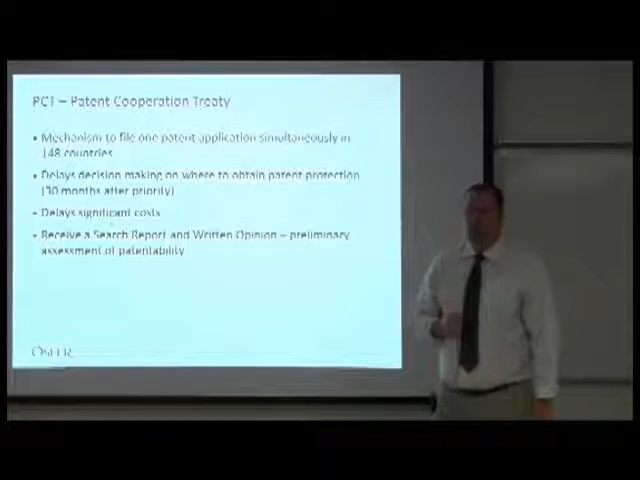 PCT – Patent Cooperation Treaty
• Mechanism to file one patent application simultaneously in
148 countries
• Delays decision making on where to obtain patent protection
(30 months after priority)
– Delays significant costs
• Receive a Search Report and Written Opinion – preliminary
assessment of patentability
OSLER